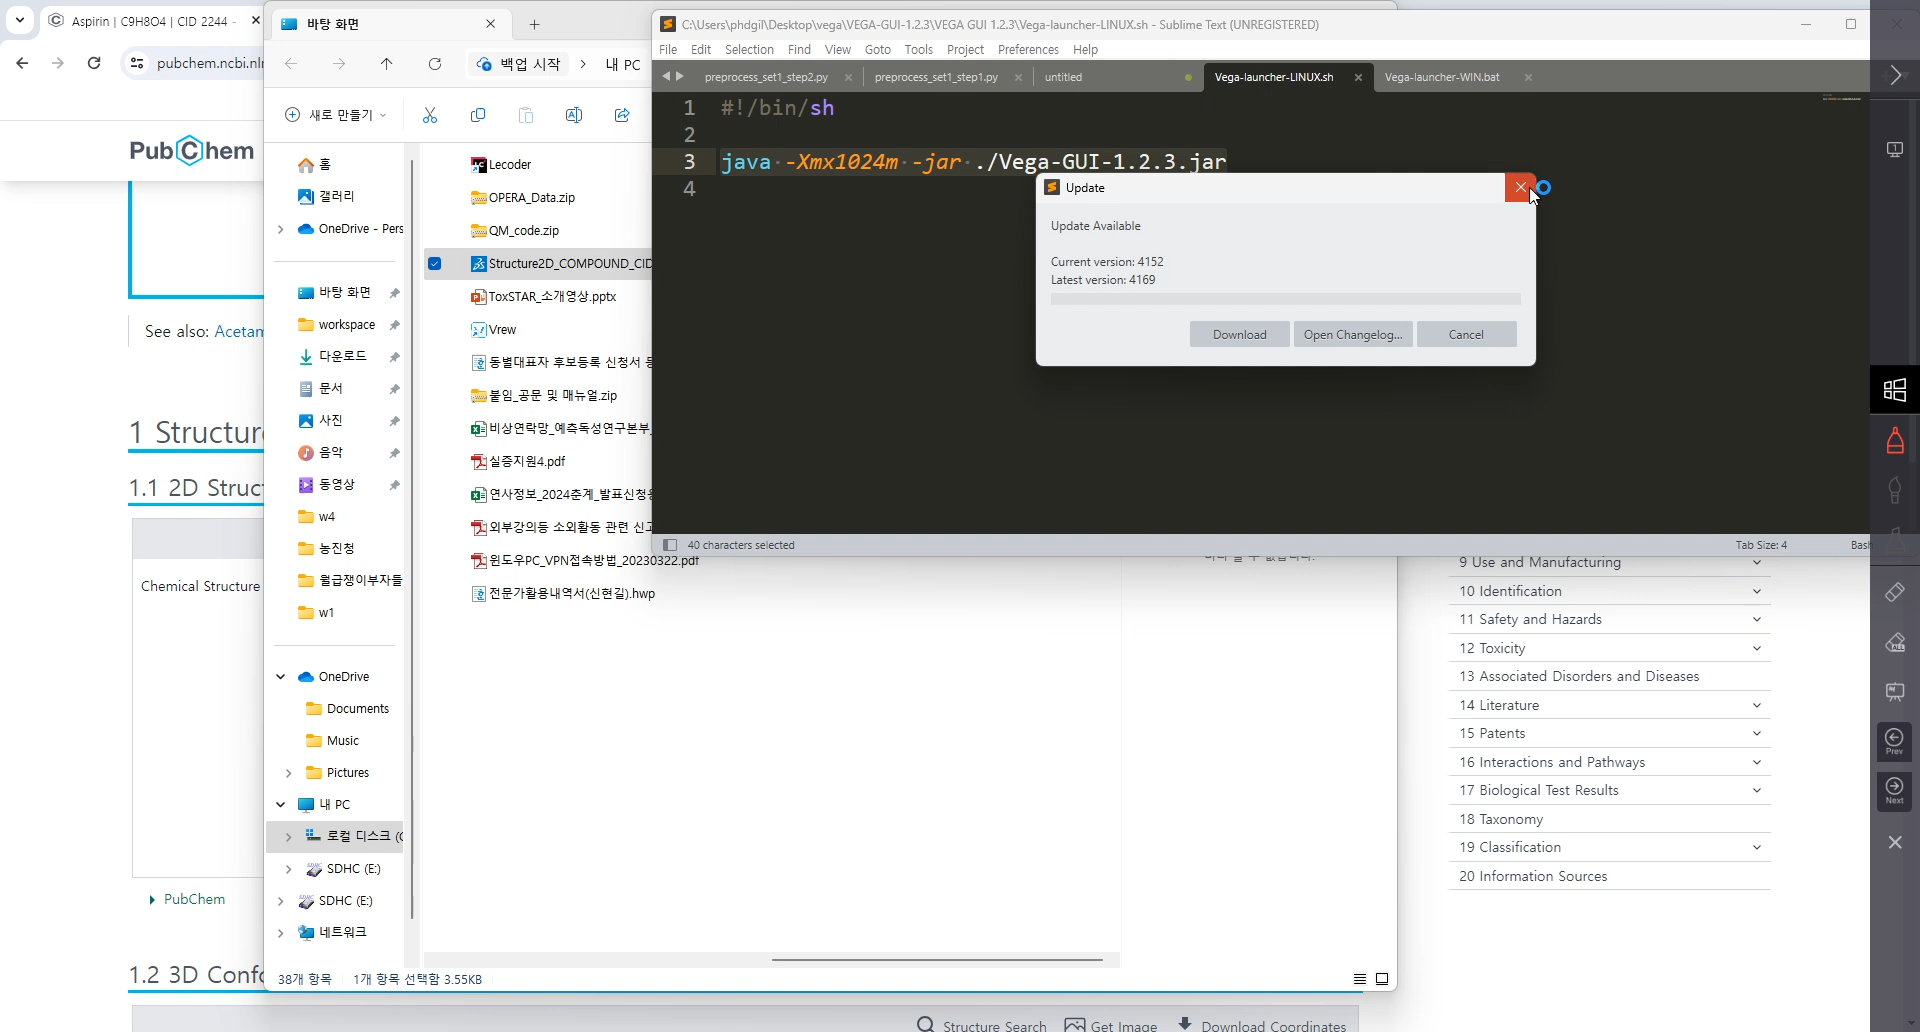 Aspirin | C9H8O4 | CID 2244 -
pubchem.ncbi.nlr
PubChem
See also: Acetan
1 Structur
1.1 2D Struct
Chemical Structure
PubChem
1.2 3D Confo
바탕 화면
백업 시작
내 PC
새로 만들기
홈
갤러리
OneDrive - Pers
바탕 화면
workspace
다운로드
문서
사진
음악
동영상
w4
농진청
월급쟁이부자들
w1
OneDrive
Documents
Music
Pictures
내 PC
로컬 디스크 (C
SDHC (E:)
SDHC (E:)
네트워크
Lecoder
OPERA_Data.zip
QM_code.zip
Structure2D_COMPOUND_CID
ToxSTAR_소개영상.pptx
Vrew
동별대표자 후보등록 신청서 등
붙임_공문 및 매뉴얼.zip
비상연락망_예측독성연구본부_
실증지원4.pdf
연사정보_2024춘계_발표신청용
외부강의등 소외활동 관련 신고
윈도우PC_VPN접속방법_20230322.pdf
전문가활용내역서(신현길).hwp
38개 항목
1개 항목 선택함 3.55KB
C:\Users\phdgil\Desktop\vega\VEGA-GUI-1.2.3\VEGA GUI 1.2.3\Vega-launcher-LINUX.sh - Sublime Text (UNREGISTERED)
File Edit Selection Find View Goto Tools Project Preferences Help
preprocess_set1_step2.py
preprocess_set1_step1.py
untitled
Vega-launcher-LINUX.sh
Vega-launcher-WIN.bat
1 #!/bin/sh
2
3 java -Xmx1024m -jar ./Vega-GUI-1.2.3.jar
4
Update
Update Available
Current version: 4152
Latest version: 4169
Download
Open Changelog...
Cancel
40 characters selected
Tab Size: 4
Bash
9 Use and Manufacturing
10 Identification
11 Safety and Hazards
12 Toxicity
13 Associated Disorders and Diseases
14 Literature
15 Patents
16 Interactions and Pathways
17 Biological Test Results
18 Taxonomy
19 Classification
20 Information Sources
Structure Search
Get Image
Download Coordinates
Prev
Next